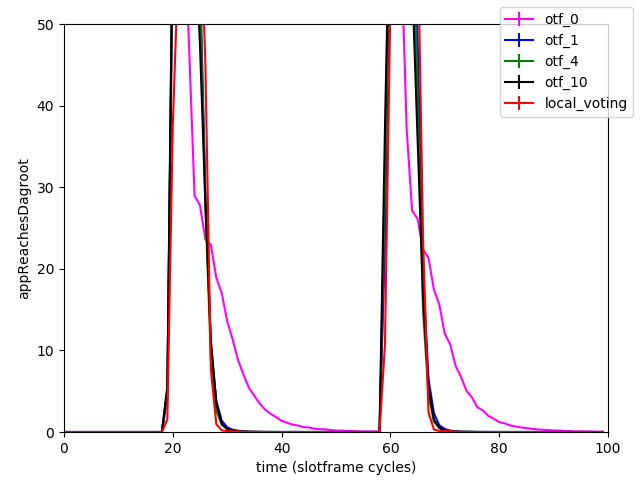 otf_0
otf_1
otf_4
otf_10
local_voting
50
40
30
20
10
0
appReachesDagroot
0 20 40 60 80 100
time (slotframe cycles)